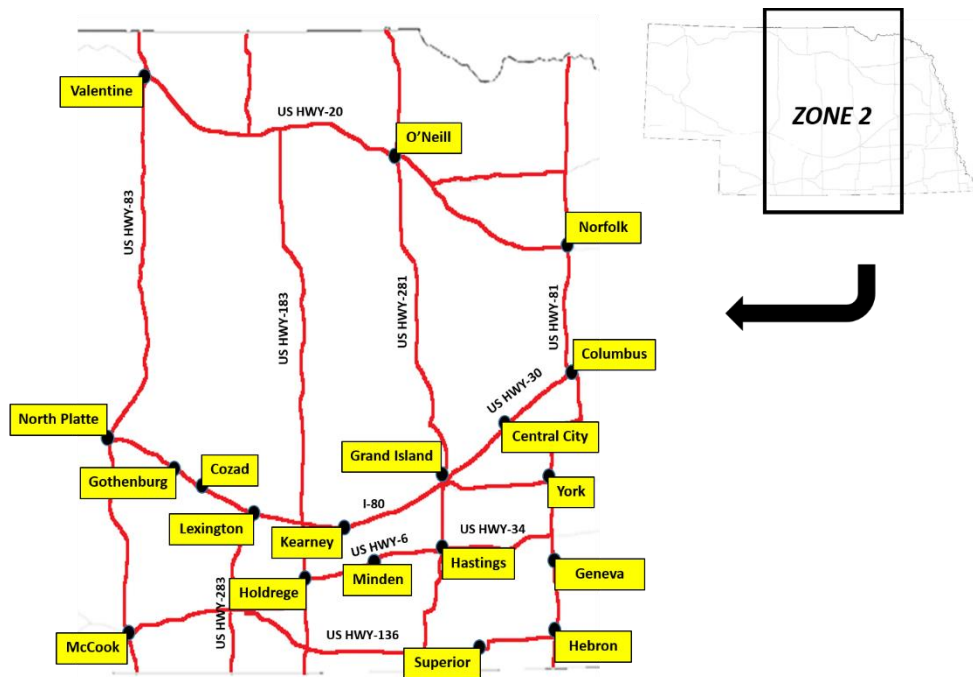 ZONE 2
Valentine
US HWY-20
O'Neill
US HWY-83
Norfolk
US HWY-183
US HWY-281
US HWY-81
Columbus
US HWY-30
North Platte
Central City
Grand Island
Gothenburg
Cozad
York
I-80
Lexington
Kearney
US HWY-34
US HWY-6
Hastings
Minden
Geneva
Holdrege
US HWY-283
McCook
US HWY-136
Hebron
Superior